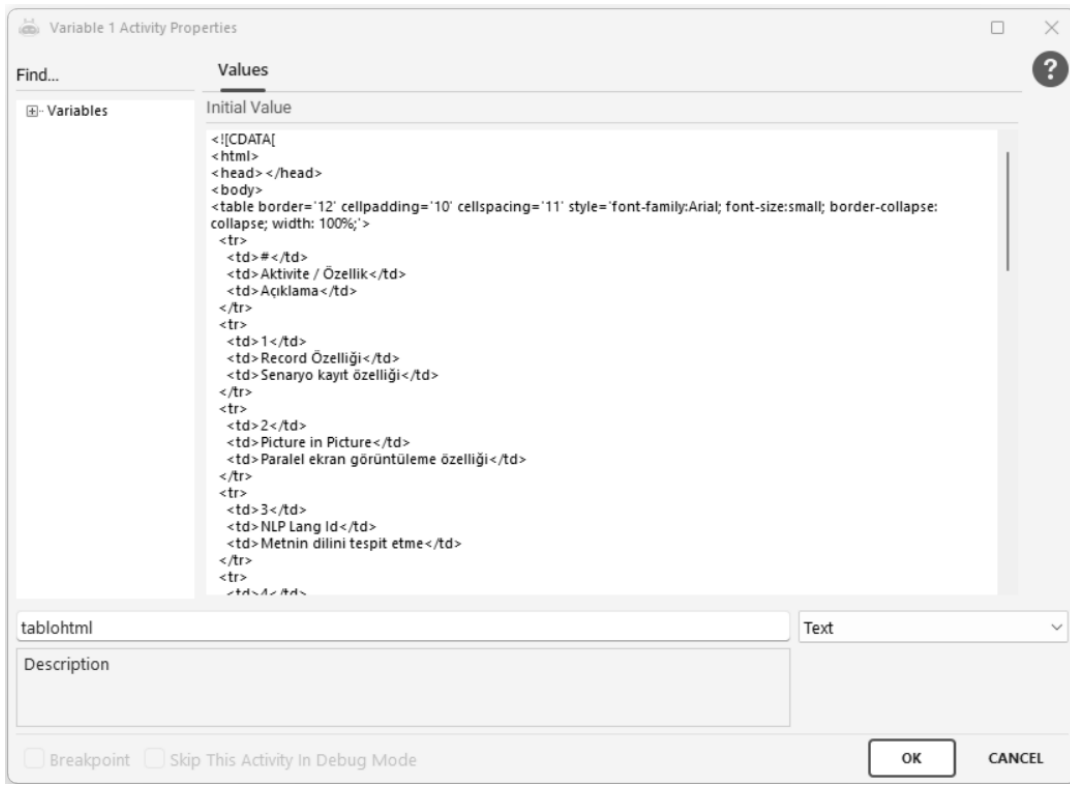 Variable 1 Activity Properties
Find...
Values
?
Variables
Initial Value
<![CDATA[
<html>
<head></head>
<body>
<table border='12' cellpadding='10' cellspacing='11' style='font-family:Arial; font-size:small; border-collapse:
collapse; width: 100%;'>
<tr>
<td>#</td>
<td>Aktivite / Özellik</td>
<td>Açıklama</td>
</tr>
<tr>
<td>1</td>
<td>Record Özelliği</td>
<td>Senaryo kayıt özelliği</td>
</tr>
<tr>
<td>2</td>
<td>Picture in Picture</td>
<td>Paralel ekran görüntüleme özelliği</td>
</tr>
<tr>
<td>3</td>
<td>NLP Lang Id</td>
<td>Metnin dilini tespit etme</td>
</tr>
<tr>
<td>4</td>
tablohtml
Text
Description
Breakpoint
Skip This Activity In Debug Mode
OK
CANCEL